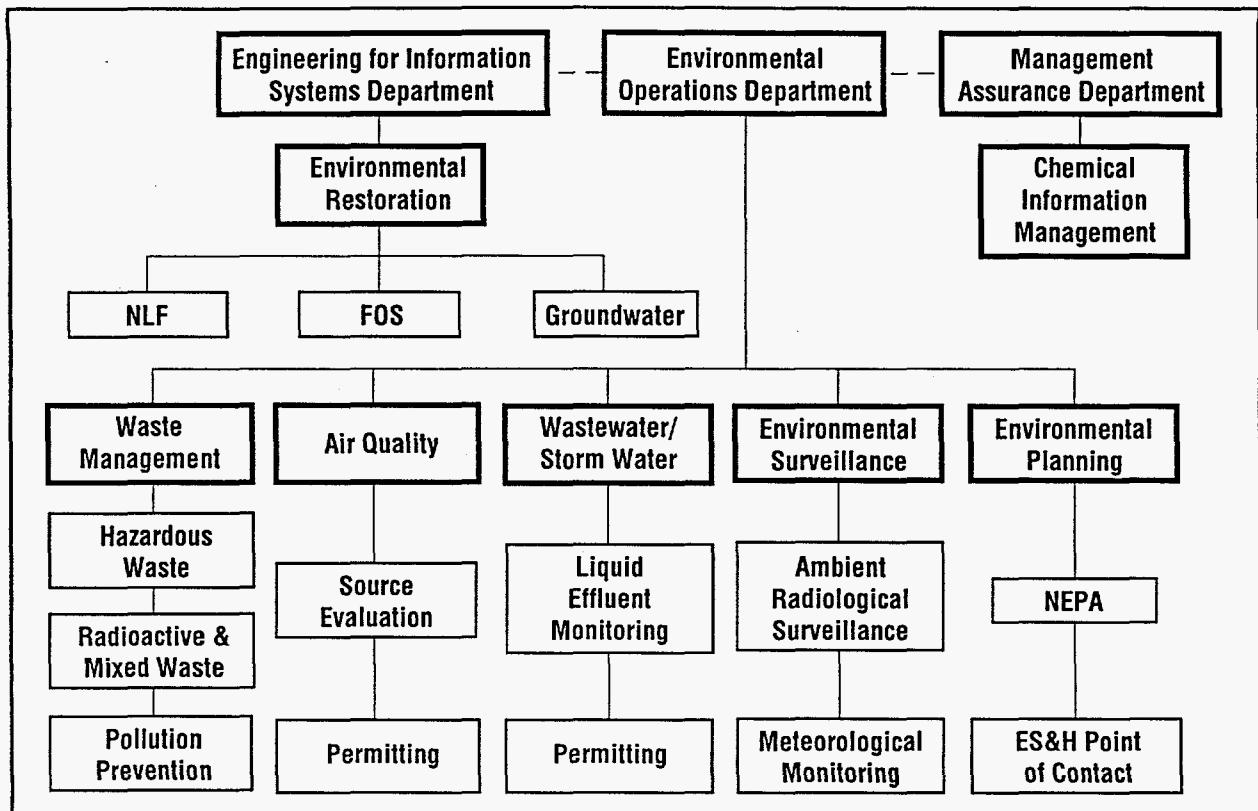 Engineering for Information
Systems Department
Environmental
Operations Department
Management
Assurance Department
Environmental
Restoration
Chemical
Information
Management
NLF
FOS
Groundwater
Waste
Management
Air Quality
Wastewater/
Storm Water
Environmental
Surveillance
Environmental
Planning
Hazardous
Waste
Source
Evaluation
Liquid
Effluent
Monitoring
Ambient
Radiological
Surveillance
NEPA
Radioactive &
Mixed Waste
Pollution
Prevention
Permitting
Permitting
Meteorological
Monitoring
ES&H Point
of Contact